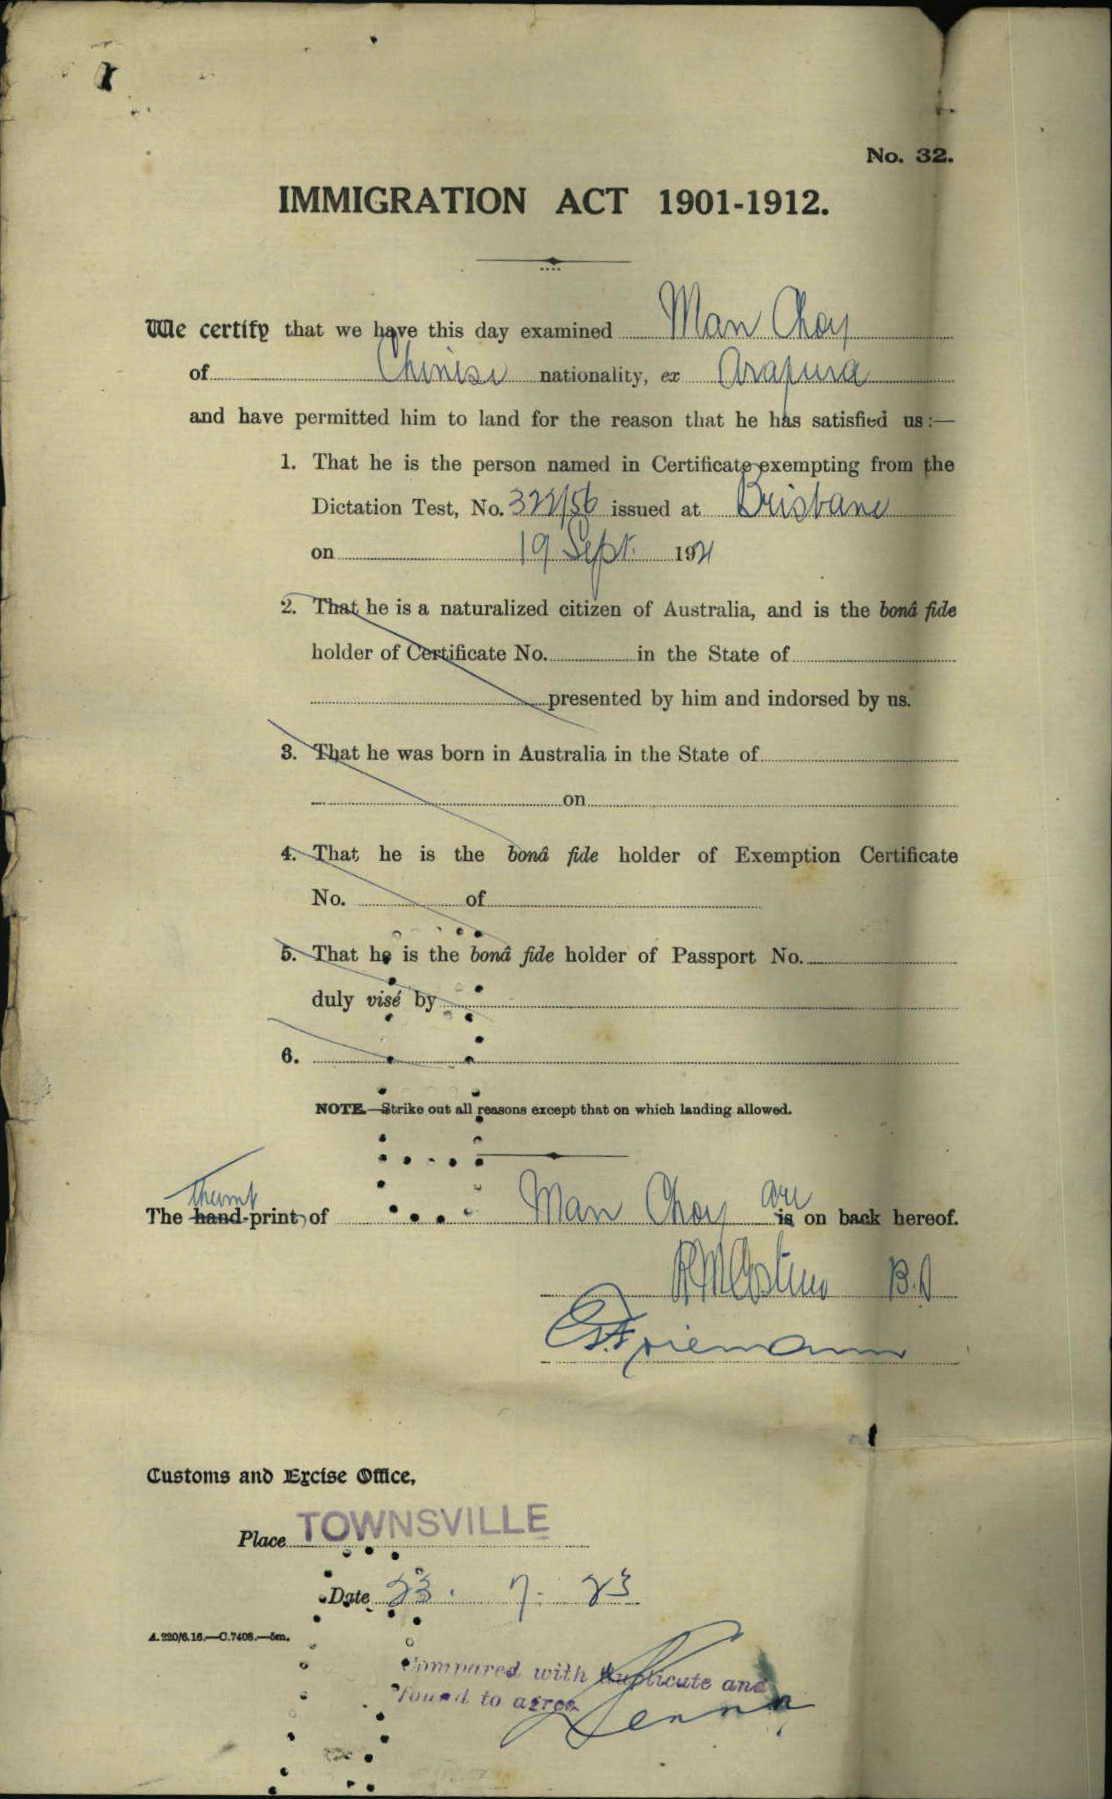 No. 32.
IMMIGRATION ACT 1901-1912.
We certify that we have this day examined Man Choy
of Chinese nationality, ex Arafura
and have permitted him to land for the reason that he has satisfied us:—
1. That he is the person named in Certificate exempting from the
Dictation Test, No. 322/56 issued at Brisbane
on 19 Sept. 1921
2. That he is a naturalized citizen of Australia, and is the bonâ fide
holder of Certificate No. in the State of
presented by him and indorsed by us.
3. That he was born in Australia in the State of
on
4. That he is the bonâ fide holder of Exemption Certificate
No. of
5. That he is the bonâ fide holder of Passport No.
duly visé by
6.
NOTE.—Strike out all reasons except that on which landing allowed.
thumb
The hand-print of Man Choy are is on back hereof.
Customs and Excise Office,
Place TOWNSVILLE
Date 23. 7. 23
A.220/6.16.—C.7408.—5m.
Compared with duplicate and
found to agree